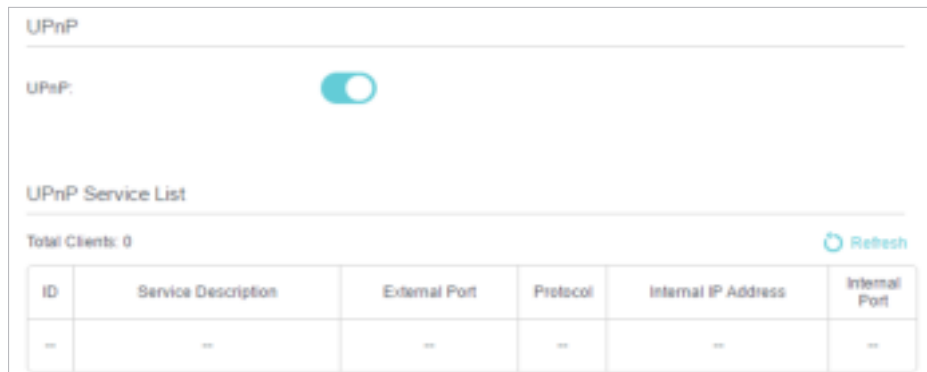 UPnP
UPnP:
UPnP Service List
Total Clients: 0
Refresh
ID Service Description External Port Protocol Internal IP Address Internal Port
-- -- -- -- -- --